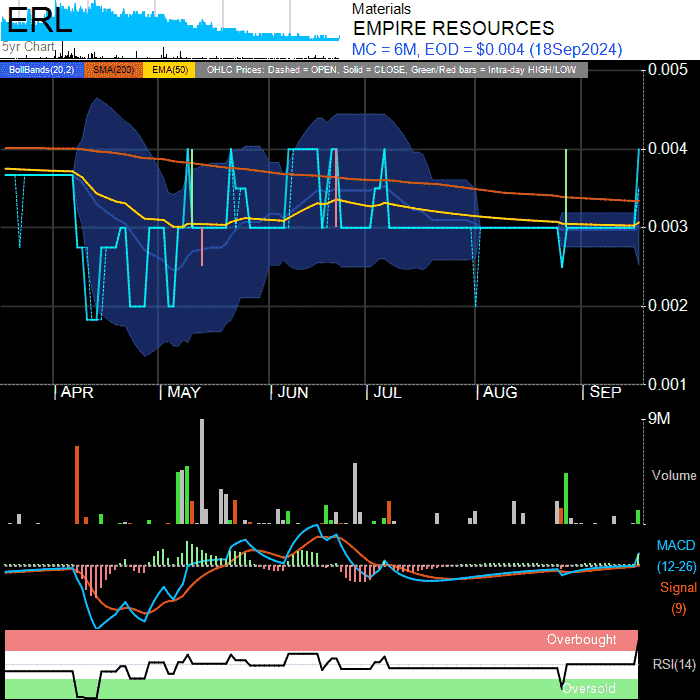 ERL
5yr Chart
Materials
EMPIRE RESOURCES
MC = 6M, EOD = $0.004 (18Sep2024)
BollBands(20,2) SMA(200) EMA(50) OHLC Prices: Dashed = OPEN, Solid = CLOSE, Green/Red bars = Intra-day HIGH/LOW
0.005
0.004
0.003
0.002
0.001
APR MAY JUN JUL AUG SEP
9M
Volume
MACD
(12-26)
Signal
(9)
Overbought
RSI(14)
Oversold